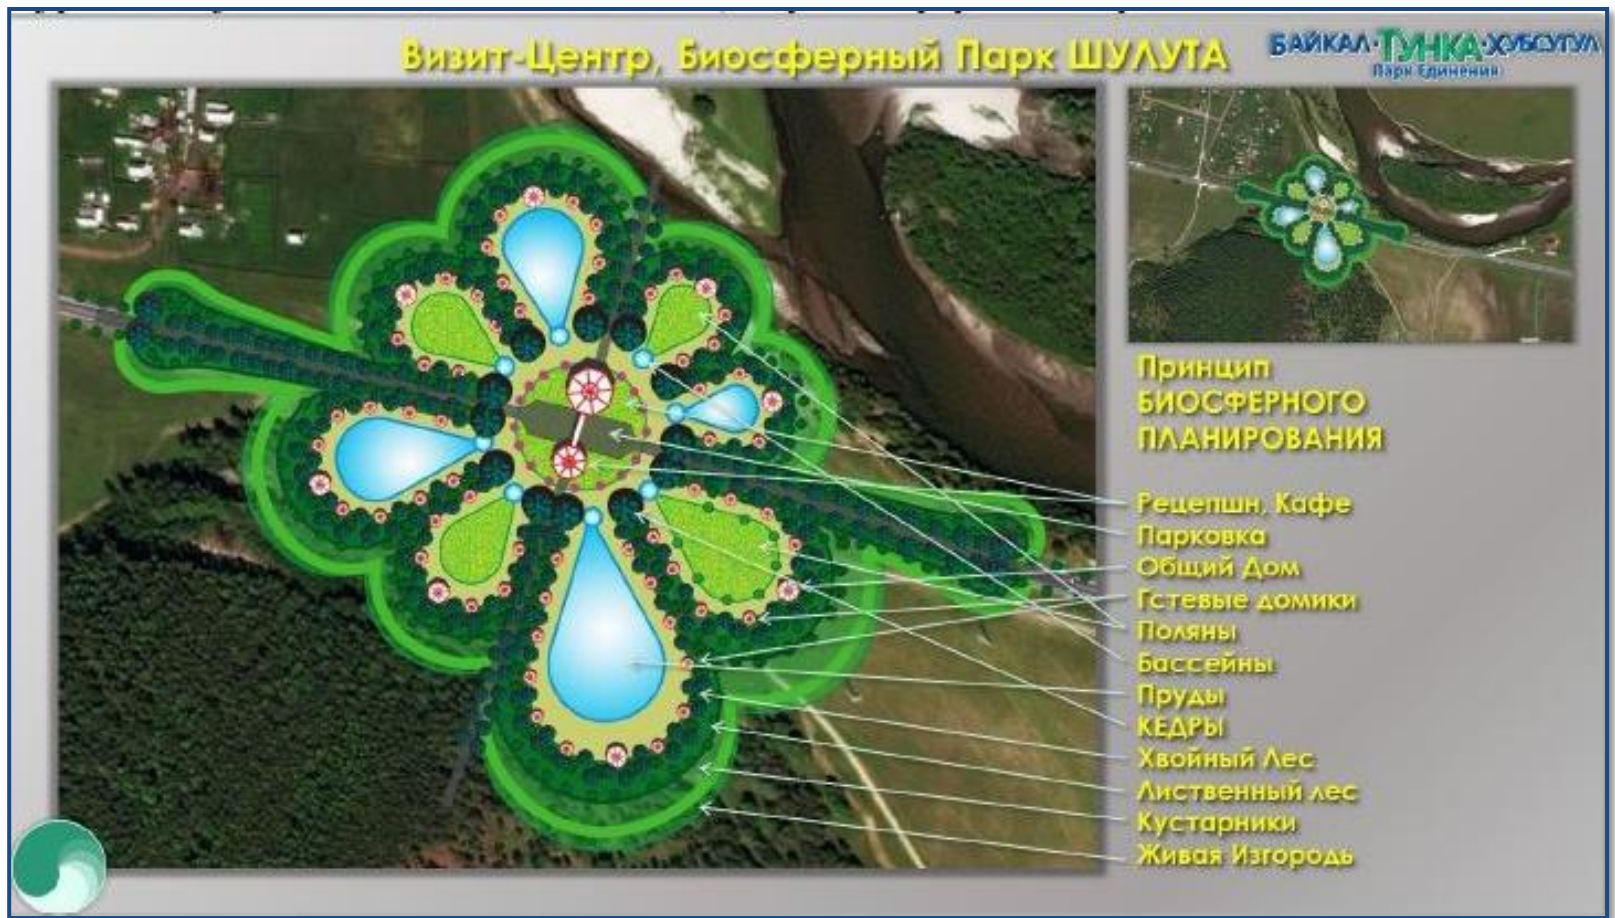 Визит-Центр, Биосферный Парк ШУЛУТА
БАЙКАЛ·ТУНКА·ХУБСУГУЛ
Парк Единения
Принцип
БИОСФЕРНОГО
ПЛАНИРОВАНИЯ
Рецепшн, Кафе
Парковка
Общий Дом
Гстевые домики
Поляны
Бассейны
Пруды
КЕДРЫ
Хвойный Лес
Лиственный лес
Кустарники
Живая Изгородь